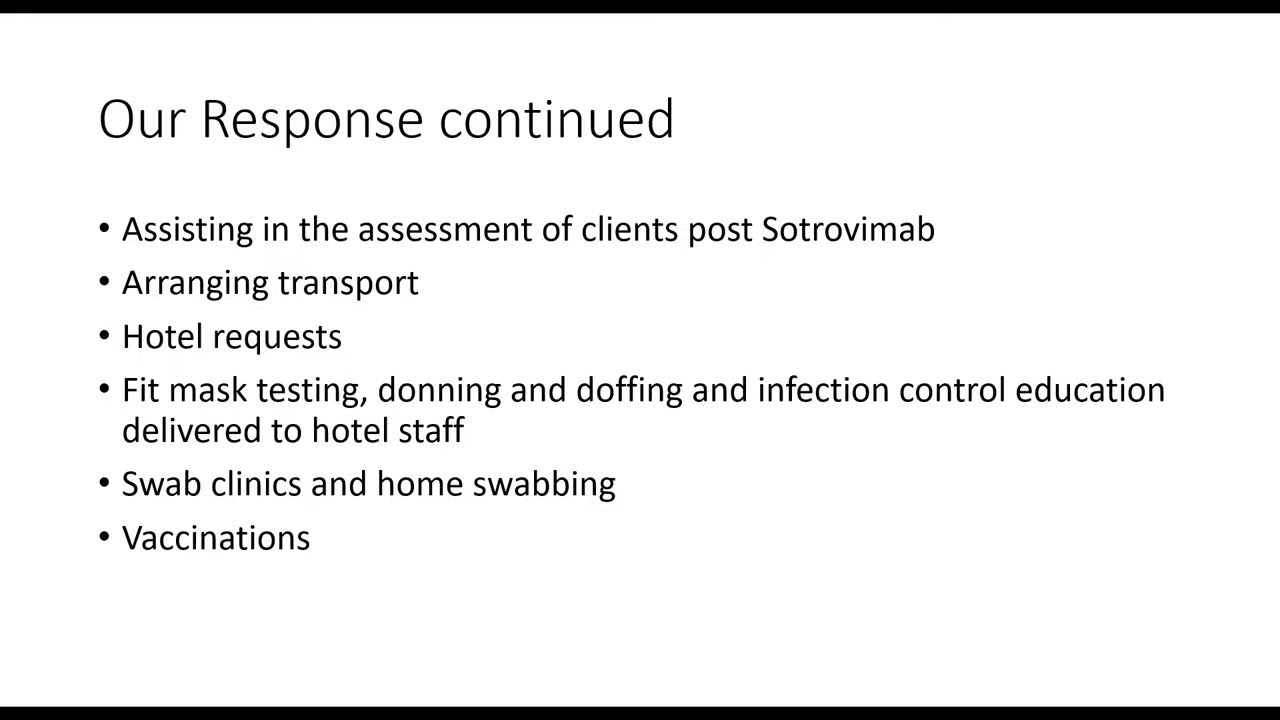 Our Response continued
• Assisting in the assessment of clients post Sotrovimab
• Arranging transport
• Hotel requests
• Fit mask testing, donning and doffing and infection control education
delivered to hotel staff
• Swab clinics and home swabbing
• Vaccinations